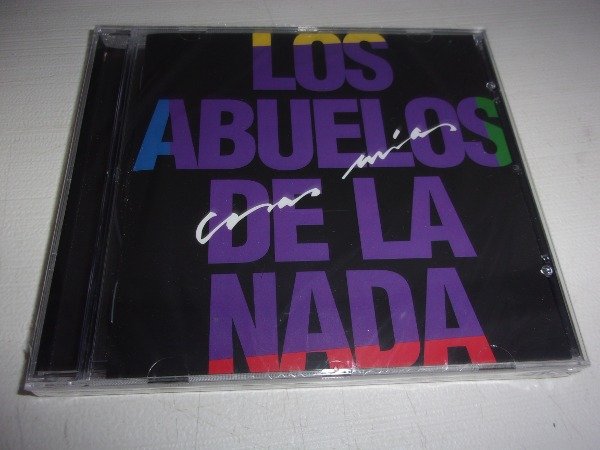 LOS
ABUELOS
cosas mías
DE LA
NADA